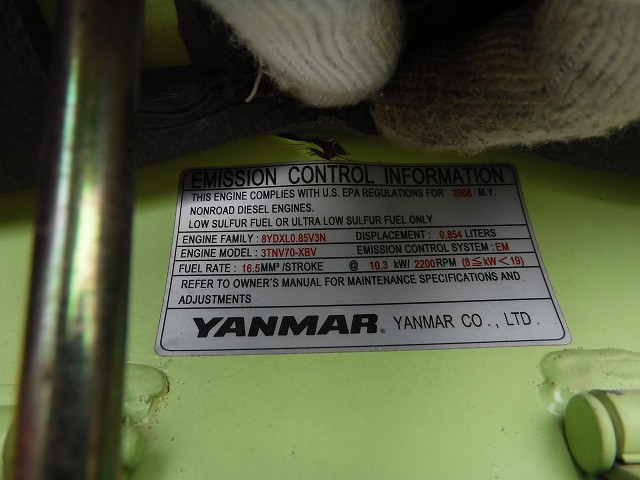 EMISSION CONTROL INFORMATION
THIS ENGINE COMPLIES WITH U.S. EPA REGULATIONS FOR 2008 M.Y.
NONROAD DIESEL ENGINES.
LOW SULFUR FUEL OR ULTRA LOW SULFUR FUEL ONLY
ENGINE FAMILY : 8YDXL0.85V3N DISPLACEMENT : 0.854 LITERS
ENGINE MODEL : 3TNV70-XBV EMISSION CONTROL SYSTEM : EM
FUEL RATE : 16.5MM³/STROKE @ 10.3 kW/ 2200RPM (8≦kW<19)
REFER TO OWNER'S MANUAL FOR MAINTENANCE SPECIFICATIONS AND
ADJUSTMENTS
YANMAR® YANMAR CO., LTD.